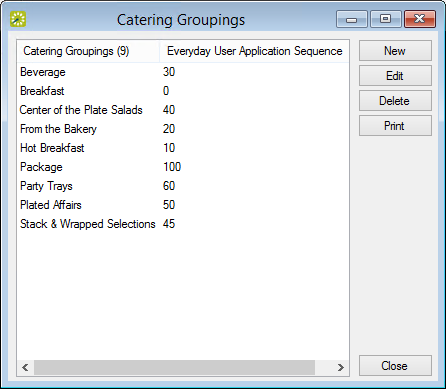 Catering Groupings
Catering Groupings (9) Everyday User Application Sequence
Beverage 30
Breakfast 0
Center of the Plate Salads 40
From the Bakery 20
Hot Breakfast 10
Package 100
Party Trays 60
Plated Affairs 50
Stack & Wrapped Selections 45
New
Edit
Delete
Print
Close